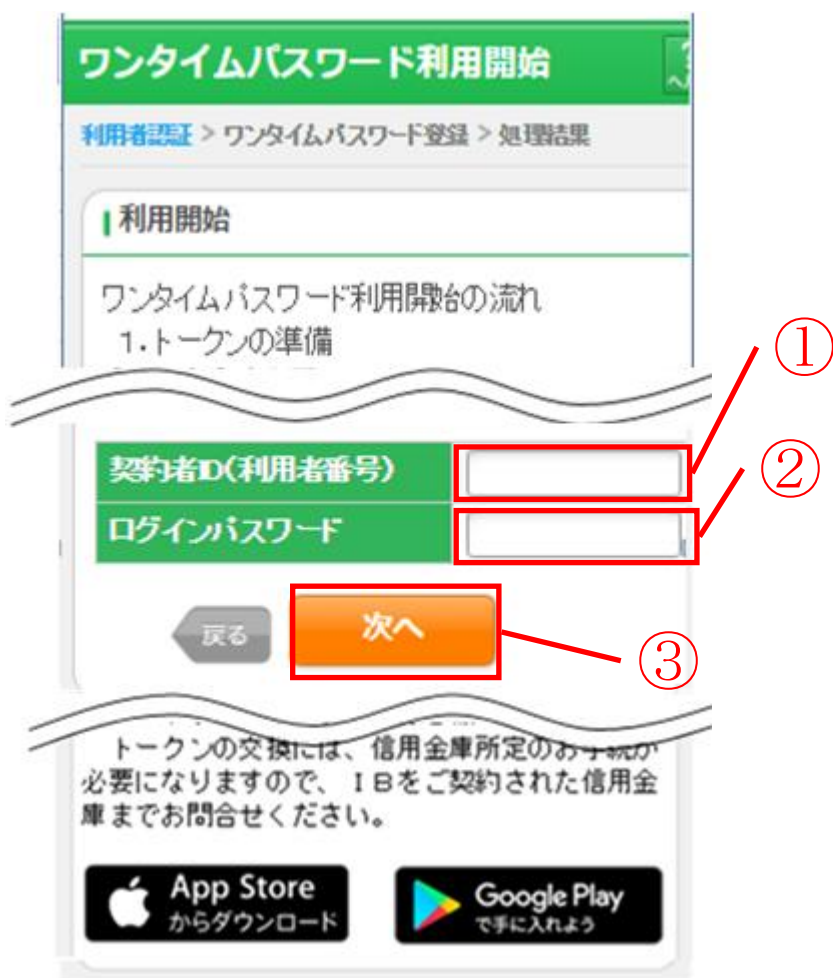 ワンタイムパスワード利用開始
利用者認証 > ワンタイムパスワード登録 > 処理結果
利用開始
ワンタイムパスワード利用開始の流れ
1.トークンの準備
①
契約者ID(利用者番号)
②
ログインパスワード
戻る
次へ
③
トークンの交換には、信用金庫所定のお手続が
必要になりますので、IBをご契約された信用金
庫までお問合せください。
App Store
からダウンロード
Google Play
で手に入れよう